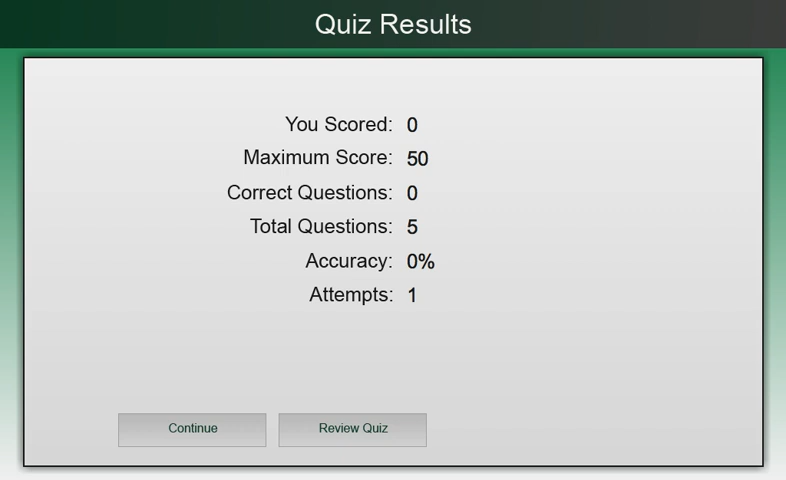 Quiz Results
You Scored: 0
Maximum Score: 50
Correct Questions: 0
Total Questions: 5
Accuracy: 0%
Attempts: 1
Continue Review Quiz